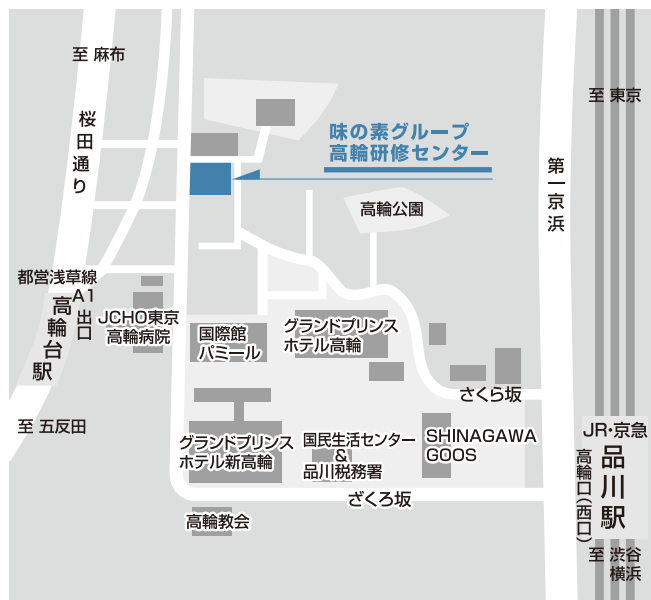 至 麻布
桜田通り
至 東京
味の素グループ
高輪研修センター
第一京浜
高輪公園
都営浅草線
A1
出口
高輪台駅
JCHO東京
高輪病院
国際館
パミール
グランドプリンス
ホテル高輪
さくら坂
至 五反田
グランドプリンス
ホテル新高輪
国民生活センター
&
品川税務署
SHINAGAWA
GOOS
JR・京急
品川駅
高輪口(西口)
ざくろ坂
高輪教会
至 渋谷
横浜